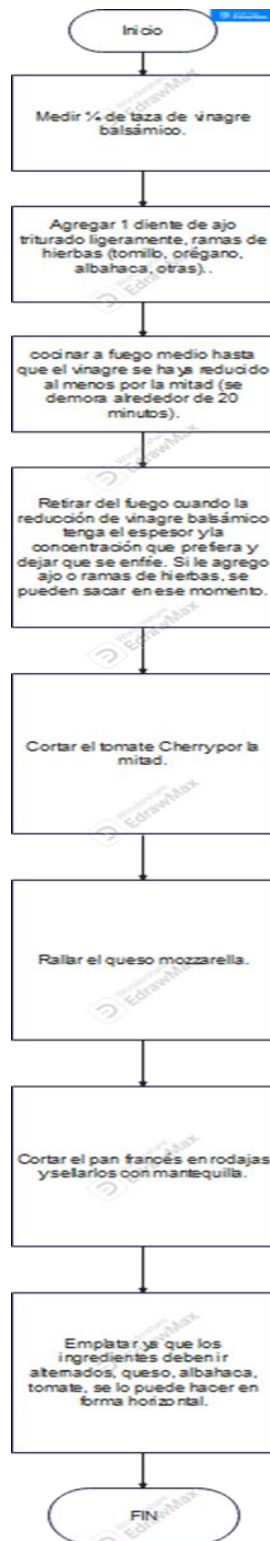 Inicio
Medir ¾ de taza de vinagre
balsámico.
Agregar 1 diente de ajo
triturado ligeramente, ramas de
hierbas (tomillo, orégano,
albahaca, otras)..
cocinar a fuego medio hasta
que el vinagre se haya reducido
al menos por la mitad (se
demora alrededor de 20
minutos).
Retirar del fuego cuando la
reducción de vinagre balsámico
tenga el espesor y la
concentración que prefiera y
dejar que se enfríe. Si le agrego
ajo o ramas de hierbas, se
pueden sacar en ese momento.
Cortar el tomate Cherry por la
mitad.
Rallar el queso mozzarella.
Cortar el pan francés en rodajas
y sellarlos con mantequilla.
Emplatar ya que los
ingredientes deben ir
alternados, queso, albahaca,
tomate, se lo puede hacer en
forma horizontal.
FIN